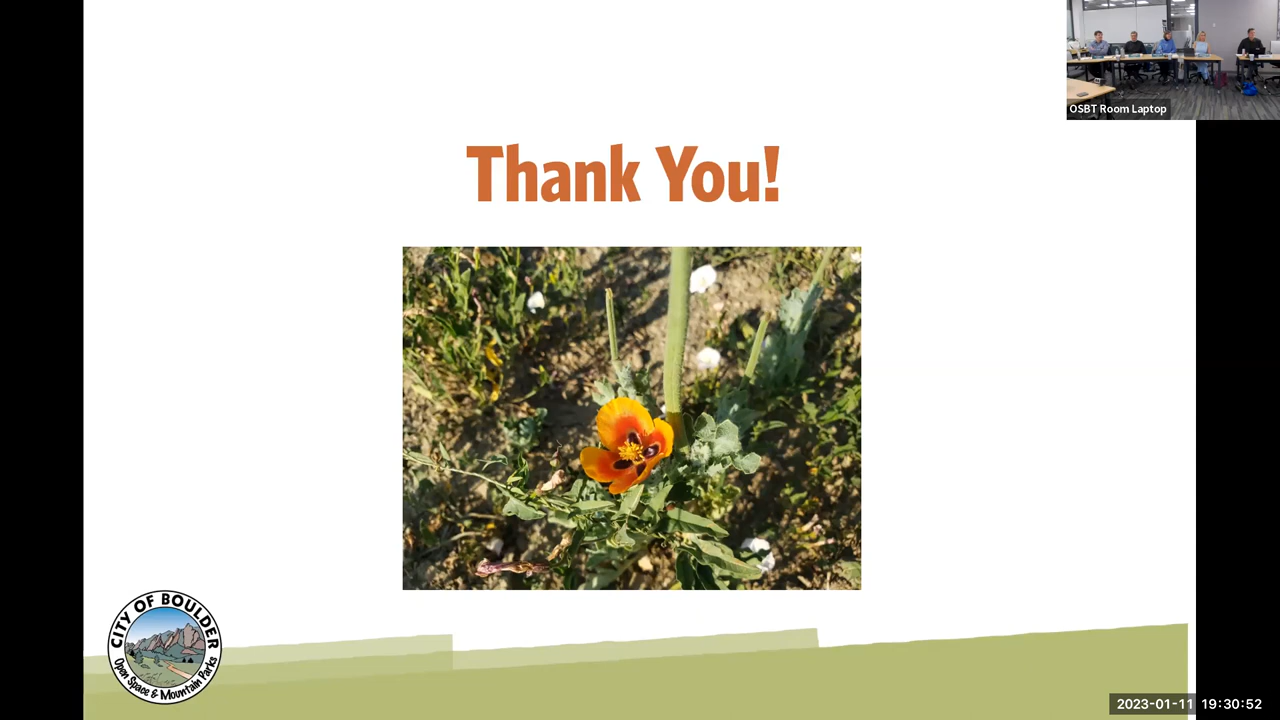 OSBT Room Laptop
Thank You!
CITY OF BOULDER
Open Space & Mountain Parks
2023-01-11 19:30:52